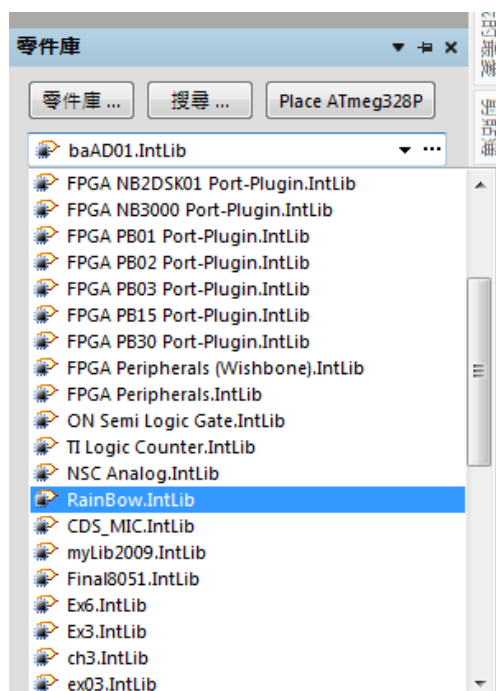 零件庫
零件庫 ...
搜尋 ...
Place ATmeg328P
baAD01.IntLib
FPGA NB2DSK01 Port-Plugin.IntLib
FPGA NB3000 Port-Plugin.IntLib
FPGA PB01 Port-Plugin.IntLib
FPGA PB02 Port-Plugin.IntLib
FPGA PB03 Port-Plugin.IntLib
FPGA PB15 Port-Plugin.IntLib
FPGA PB30 Port-Plugin.IntLib
FPGA Peripherals (Wishbone).IntLib
FPGA Peripherals.IntLib
ON Semi Logic Gate.IntLib
TI Logic Counter.IntLib
NSC Analog.IntLib
RainBow.IntLib
CDS_MIC.IntLib
myLib2009.IntLib
Final8051.IntLib
Ex6.IntLib
Ex3.IntLib
ch3.IntLib
ex03.IntLib